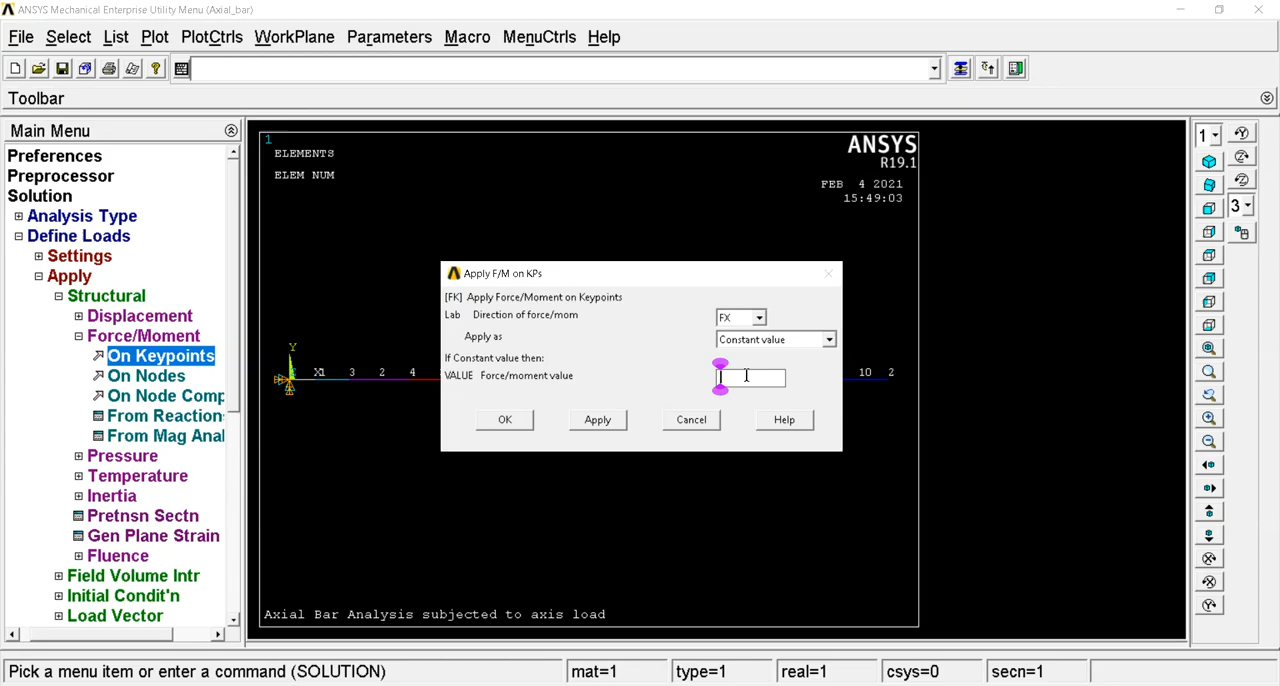 ANSYS Mechanical Enterprise Utility Menu (Axial_bar)
File Select List Plot PlotCtrls WorkPlane Parameters Macro MenuCtrls Help
Toolbar
Main Menu
Preferences
Preprocessor
Solution
Analysis Type
Define Loads
Settings
Apply
Structural
Displacement
Force/Moment
On Keypoints
On Nodes
On Node Comp
From Reaction
From Mag Anal
Pressure
Temperature
Inertia
Pretnsn Sectn
Gen Plane Strain
Fluence
Field Volume Intr
Initial Condit'n
Load Vector
1
ELEMENTS
ELEM NUM
ANSYS
R19.1
FEB 4 2021
15:49:03
Y
X1 3 2 4 10 2
Axial Bar Analysis subjected to axis load
Apply F/M on KPs
[FK] Apply Force/Moment on Keypoints
Lab Direction of force/mom FX
Apply as Constant value
If Constant value then:
VALUE Force/moment value
OK Apply Cancel Help
1
3
Pick a menu item or enter a command (SOLUTION) mat=1 type=1 real=1 csys=0 secn=1